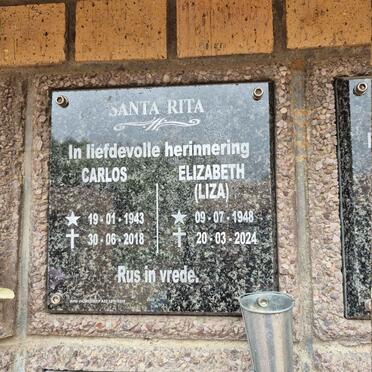 SANTA RITA
In liefdevolle herinnering
CARLOS ELIZABETH
(LIZA)
★ 19 - 01 - 1943 ★ 09 - 07 - 1948
✝ 30 - 06 - 2018 ✝ 20 - 03 - 2024
Rus in vrede.